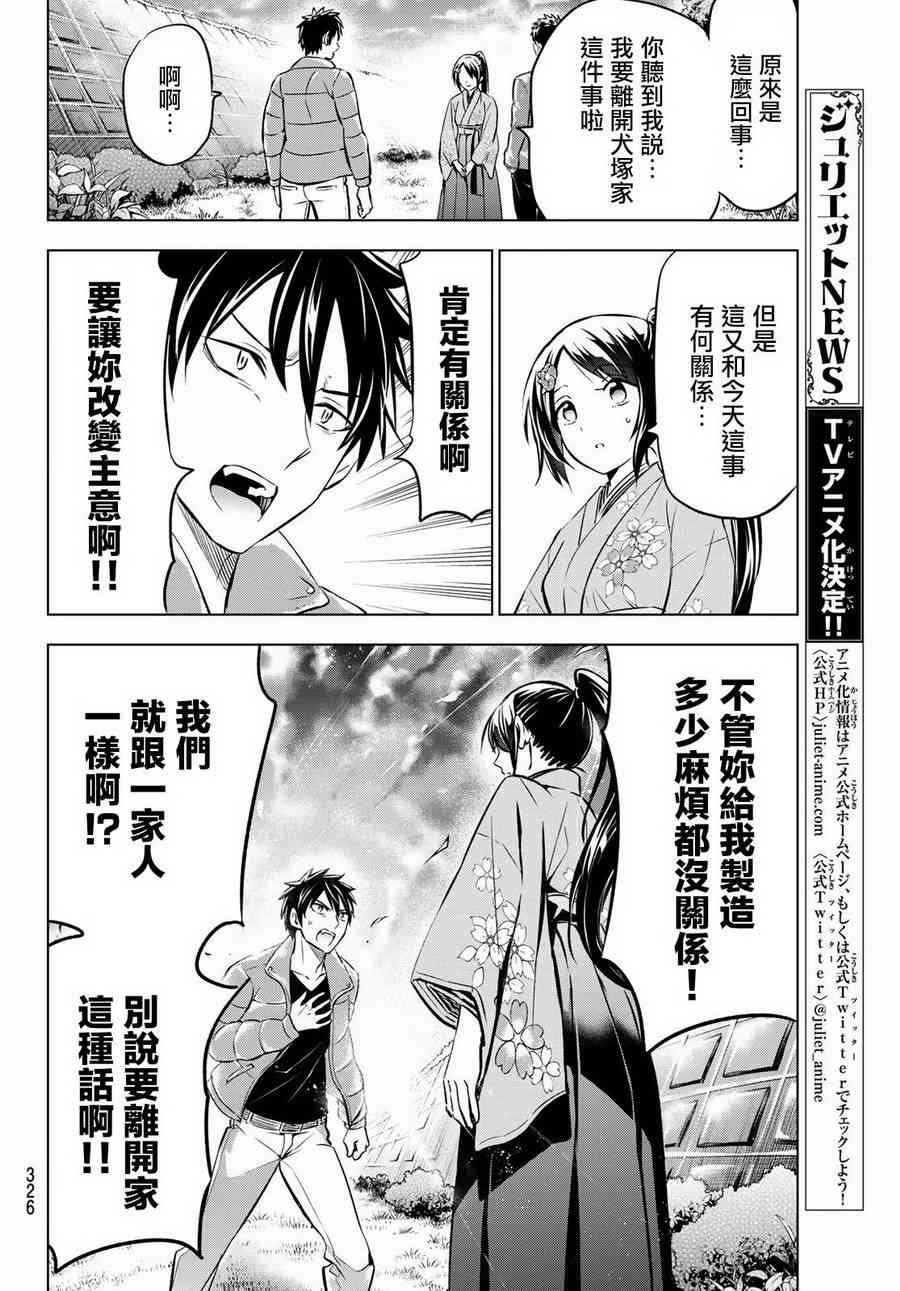 原來是
這麼回事…
你聽到我說…
我要離開犬塚家
這件事啦
啊啊…
但是
這又和今天這事
有何關係…
肯定有關係啊
要讓妳改變主意啊!!
不管妳給我製造
多少麻煩都沒關係！
我們
就跟一家人
一樣啊!?
別說要離開家
這種話啊!!
ジュリエットNEWS
TVアニメ化決定!!
アニメ化情報はアニメ公式ホームページ、もしくは公式Twitterでチェックしよう！
〈公式HP〉juliet-anime.com 〈公式Twitter〉@juliet_anime
326